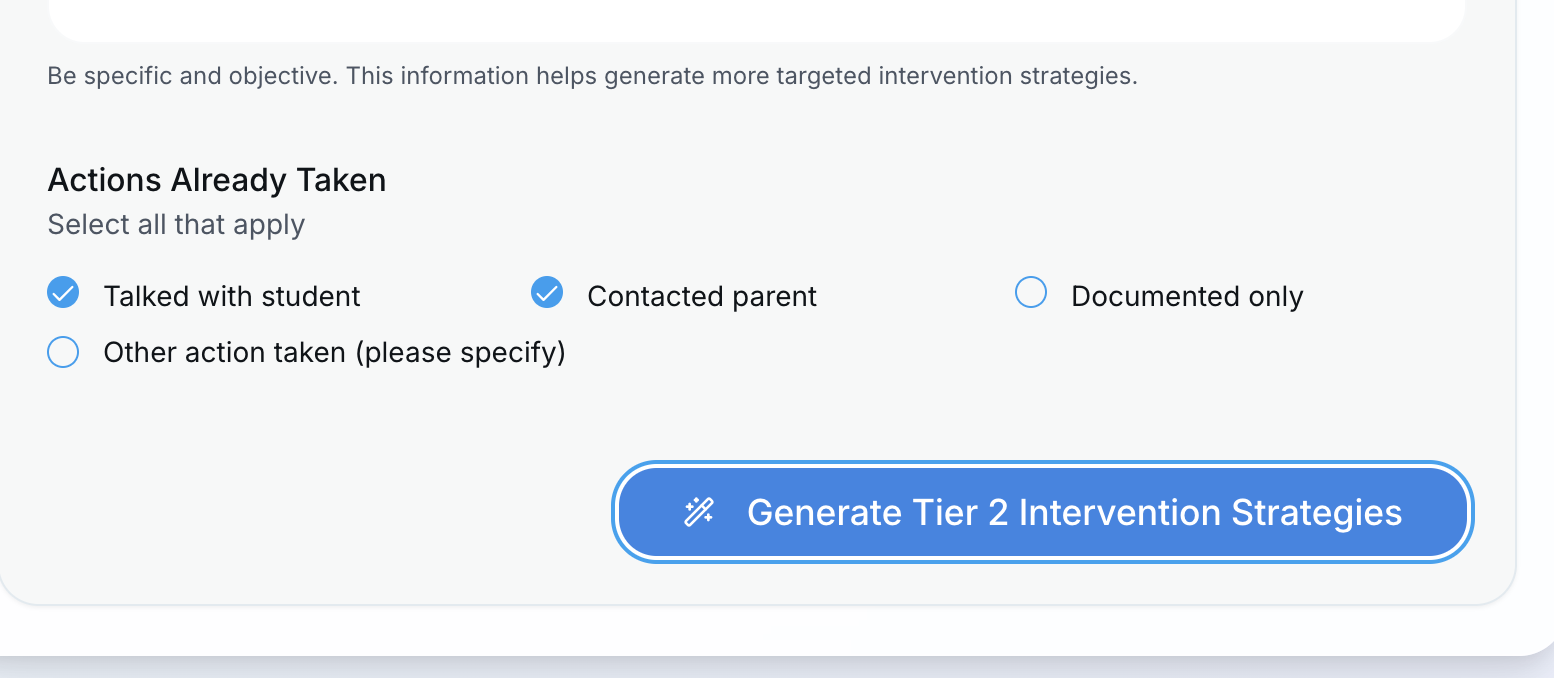 Be specific and objective. This information helps generate more targeted intervention strategies.
Actions Already Taken
Select all that apply
Talked with student
Contacted parent
Documented only
Other action taken (please specify)
Generate Tier 2 Intervention Strategies